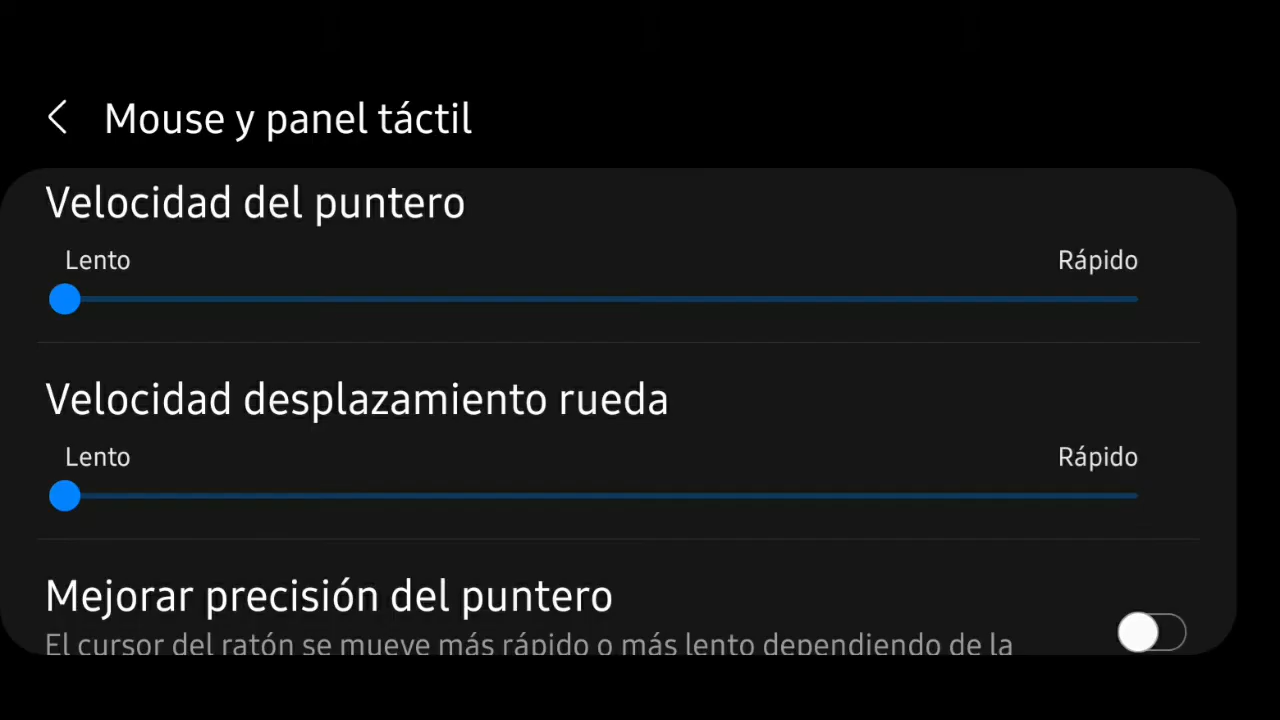 Mouse y panel táctil
Velocidad del puntero
Lento
Rápido
Velocidad desplazamiento rueda
Lento
Rápido
Mejorar precisión del puntero
El cursor del ratón se mueve más rápido o más lento dependiendo de la